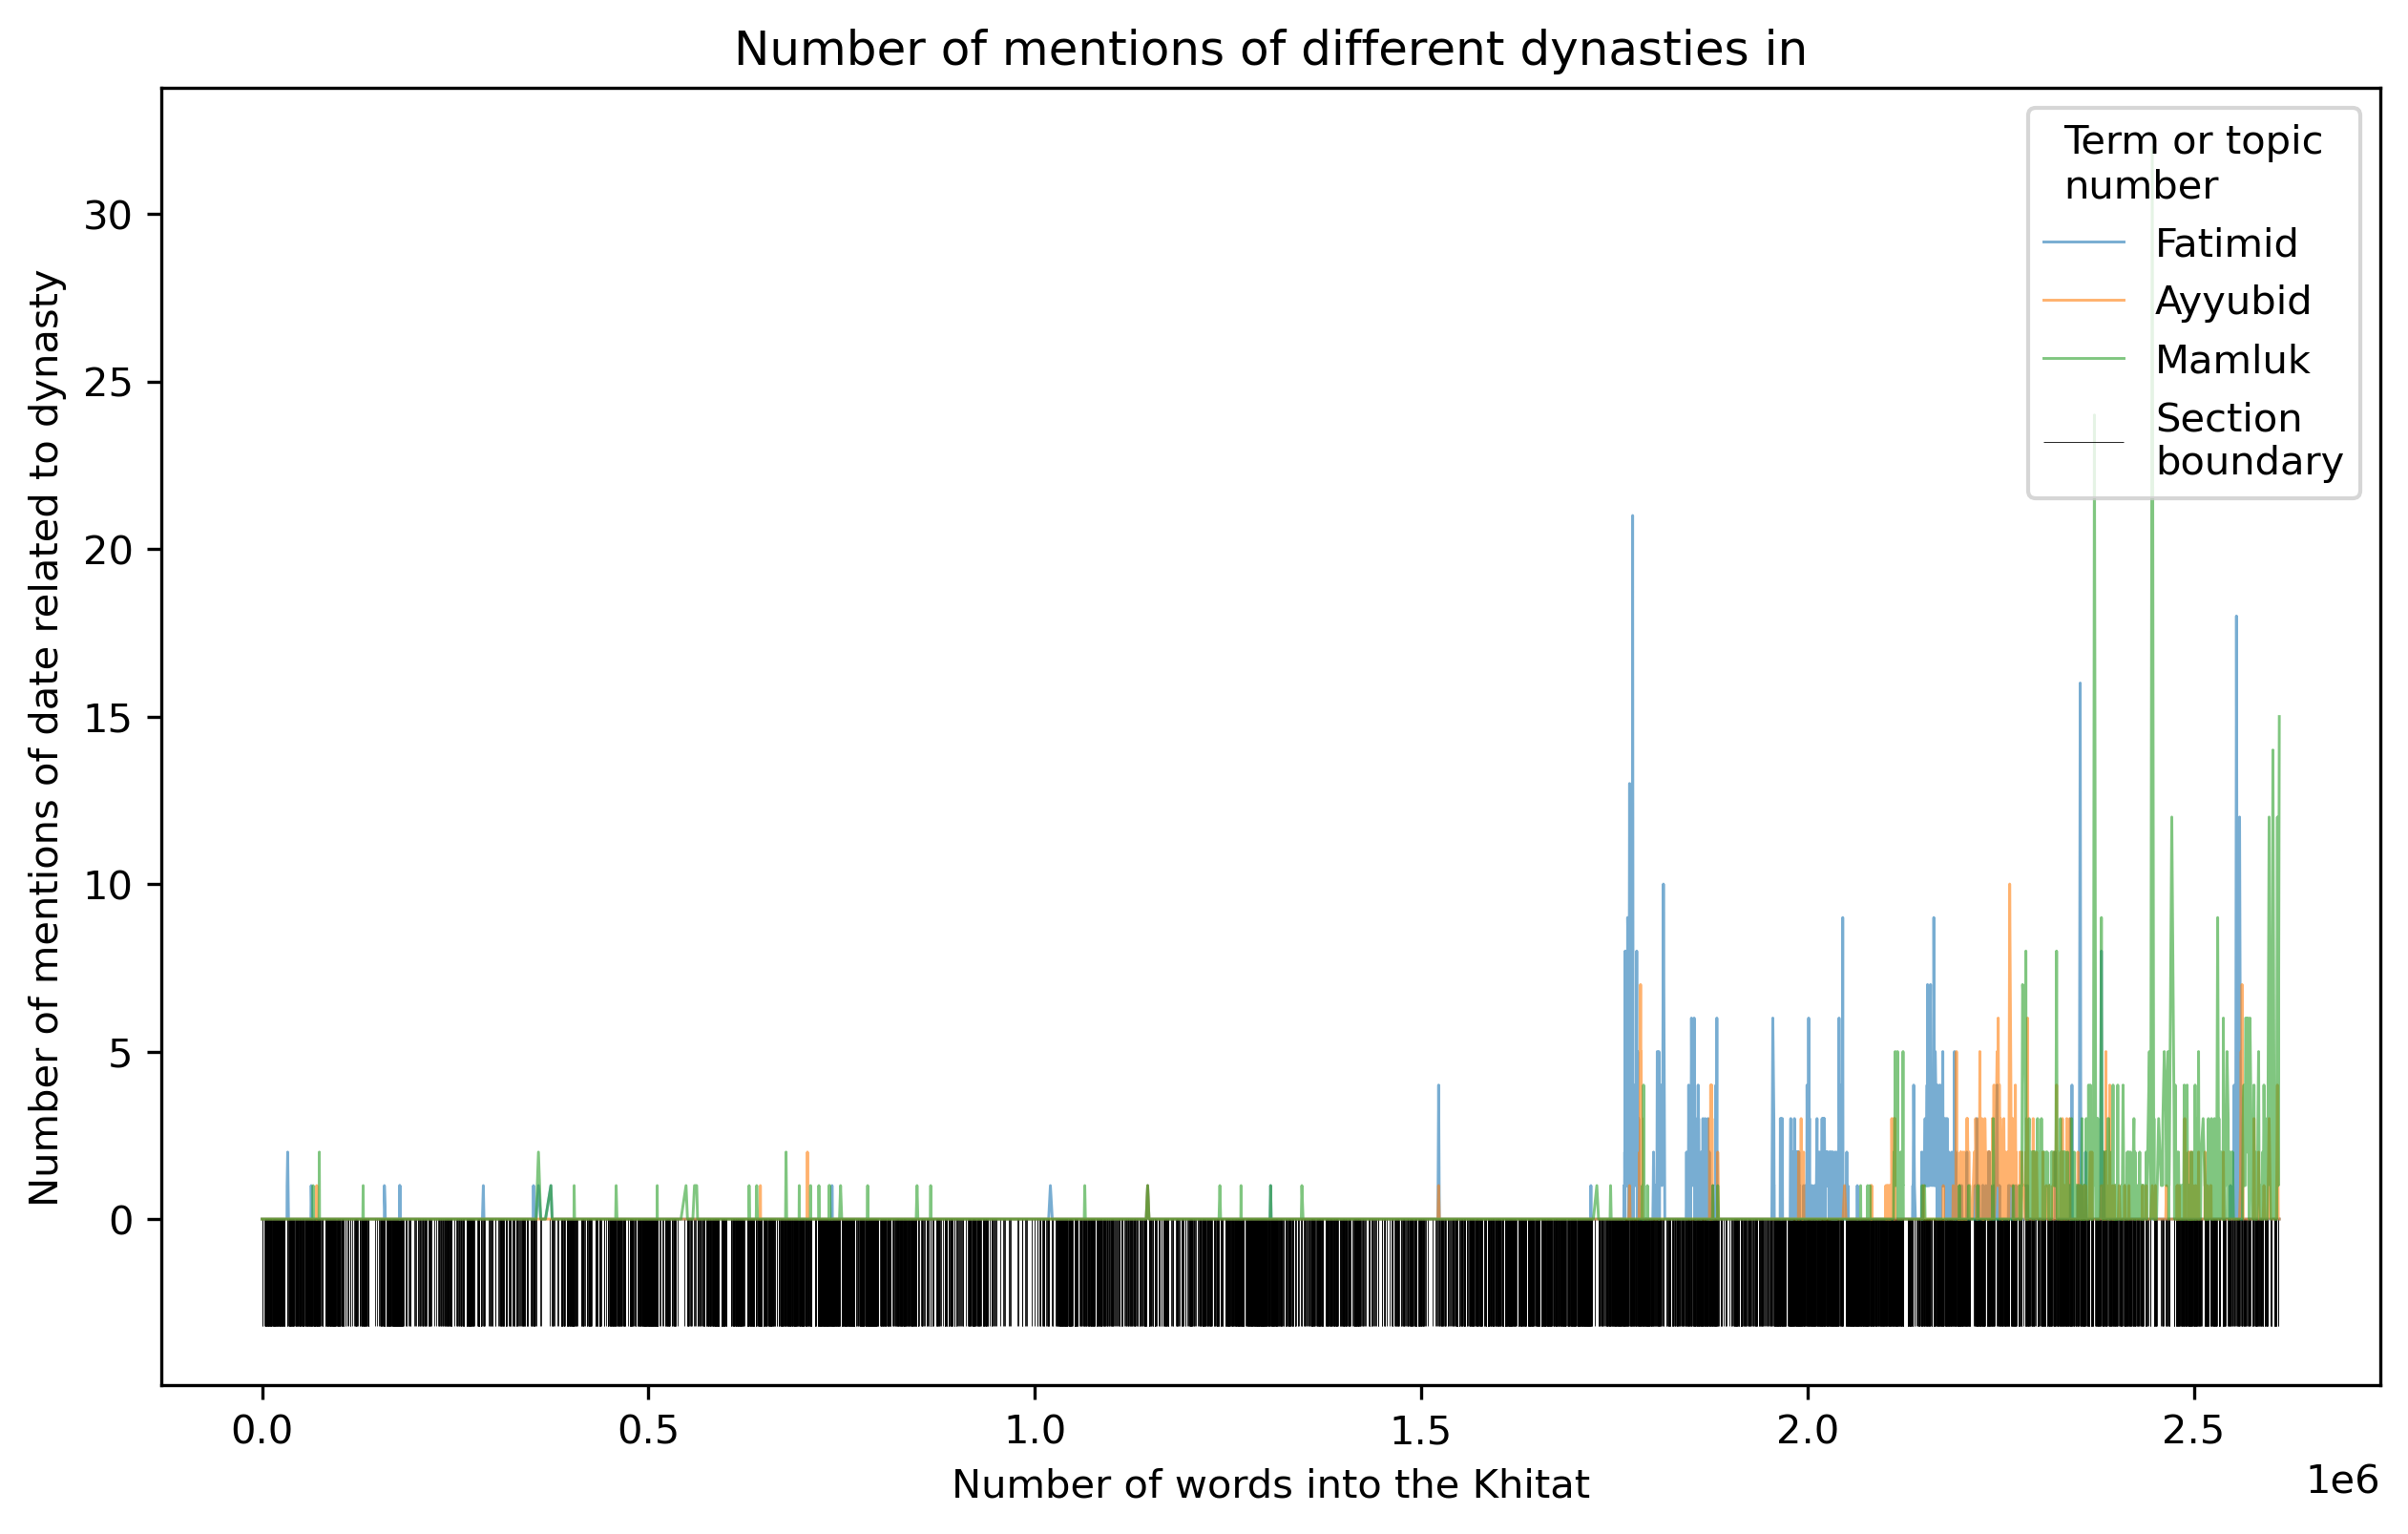 Number of mentions of different dynasties in
Number of mentions of date related to dynasty
30
25
20
15
10
5
0
Term or topic
number
Fatimid
Ayyubid
Mamluk
Section
boundary
0.0 0.5 1.0 1.5 2.0 2.5
1e6
Number of words into the Khitat